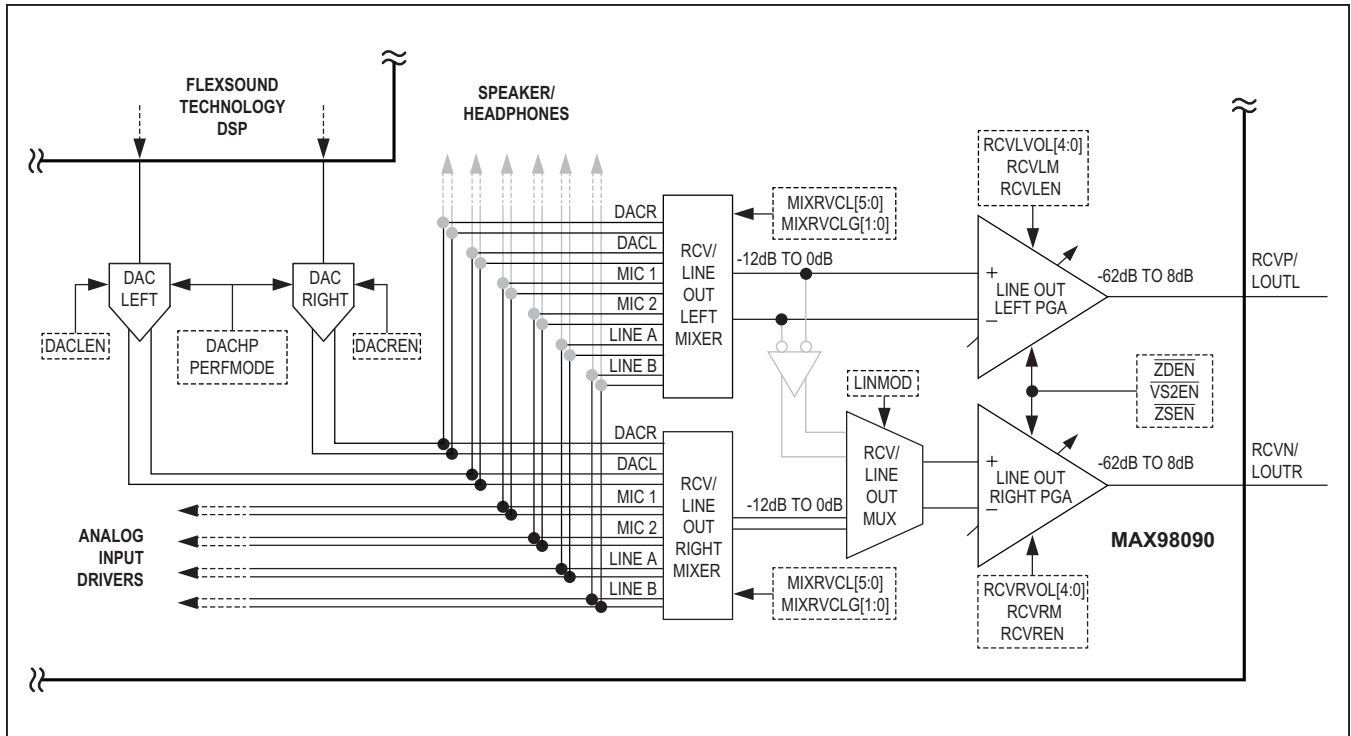 FLEXSOUND
TECHNOLOGY
DSP
SPEAKER/
HEADPHONES
DAC
LEFT
DAC
RIGHT
DACLEN
DACHP
PERFMODE
DACREN
DACR
DACL
MIC 1
MIC 2
LINE A
LINE B
RCV/
LINE
OUT
LEFT
MIXER
MIXRVCL[5:0]
MIXRVCLG[1:0]
-12dB TO 0dB
RCVLVOL[4:0]
RCVLM
RCVLEN
+
−
LINE OUT
LEFT PGA
-62dB TO 8dB
RCVP/
LOUTL
ZDEN
VS2EN
ZSEN
LINMOD
DACR
DACL
MIC 1
MIC 2
LINE A
LINE B
RCV/
LINE
OUT
RIGHT
MIXER
-12dB TO 0dB
MIXRVCL[5:0]
MIXRVCLG[1:0]
RCV/
LINE
OUT
MUX
+
−
LINE OUT
RIGHT PGA
-62dB TO 8dB
RCVN/
LOUTR
MAX98090
RCVRVOL[4:0]
RCVRM
RCVREN
ANALOG
INPUT
DRIVERS